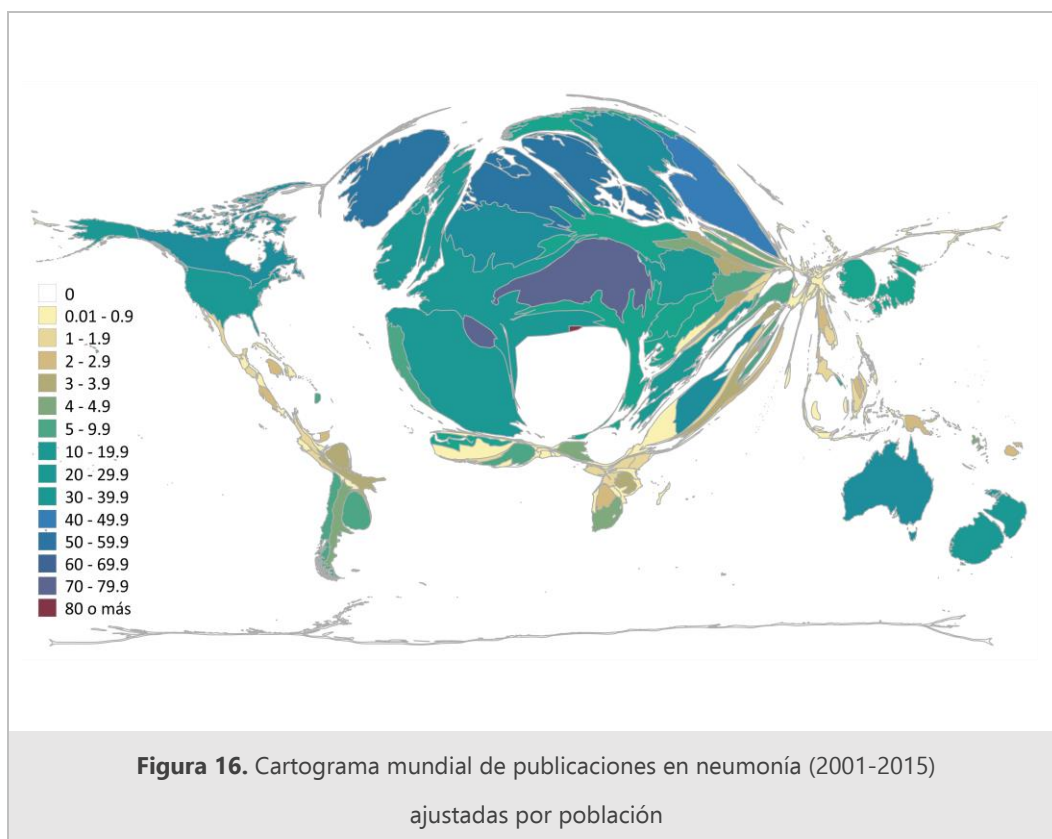 0
0.01 - 0.9
1 - 1.9
2 - 2.9
3 - 3.9
4 - 4.9
5 - 9.9
10 - 19.9
20 - 29.9
30 - 39.9
40 - 49.9
50 - 59.9
60 - 69.9
70 - 79.9
80 o más
Figura 16. Cartograma mundial de publicaciones en neumonía (2001-2015)
ajustadas por población